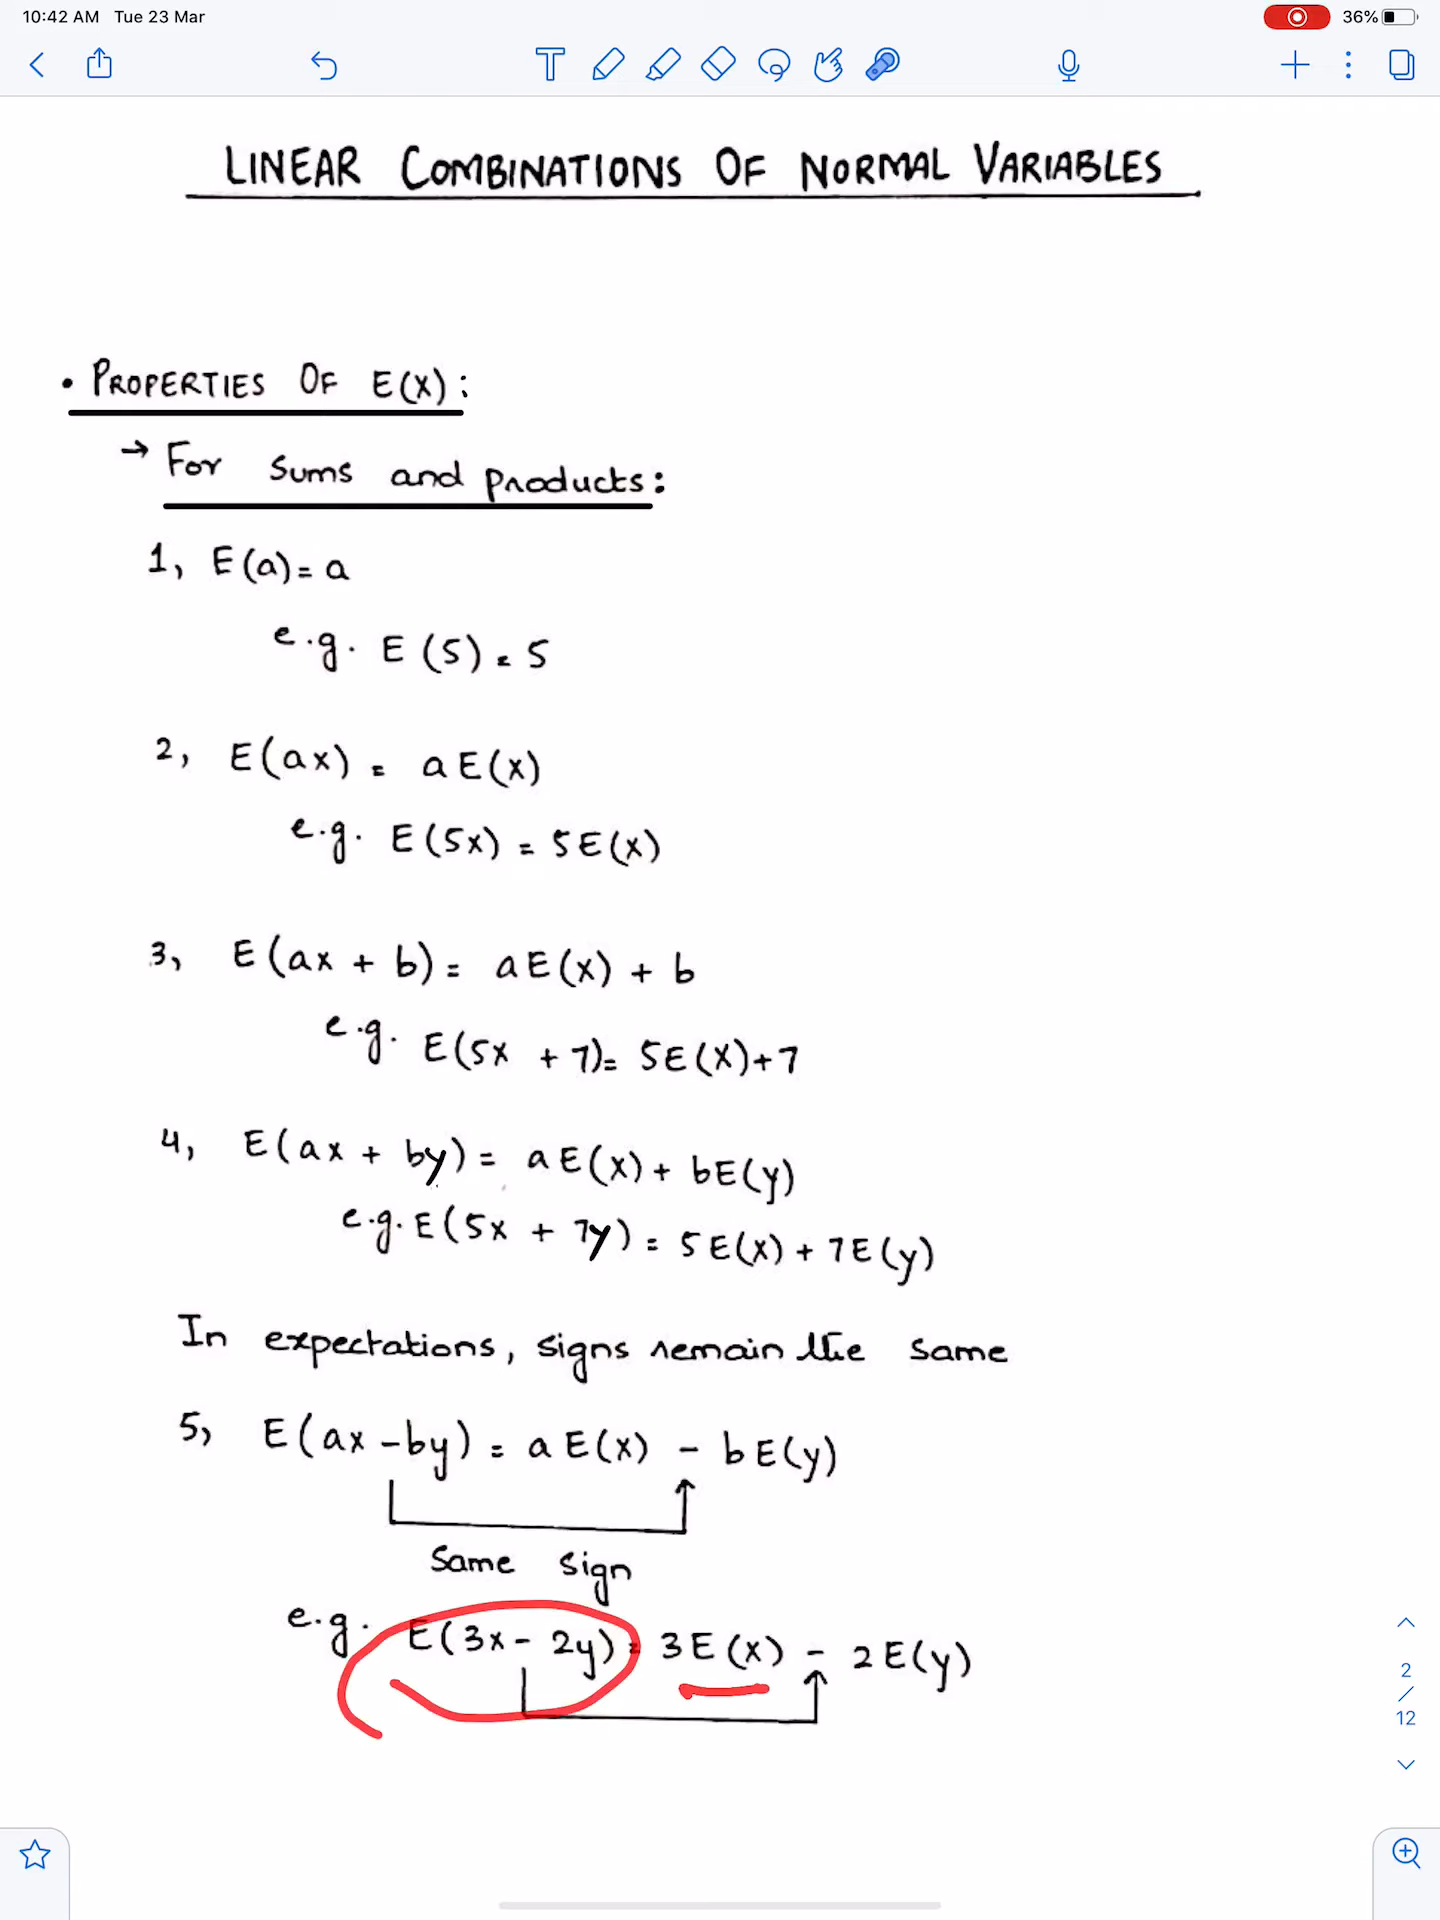 10:42 AM Tue 23 Mar 36%
LINEAR COMBINATIONS OF NORMAL VARIABLES
• PROPERTIES OF E(X):
→ For sums and products:
1, E(a) = a
e.g. E(5) = 5
2, E(ax) = aE(x)
e.g. E(5x) = 5E(x)
3, E(ax + b) = aE(x) + b
e.g. E(5x + 7) = 5E(x)+7
4, E(ax + by) = aE(x) + bE(y)
e.g. E(5x + 7y) = 5E(x) + 7E(y)
In expectations, signs remain the same
5, E(ax - by) = aE(x) - bE(y)
Same sign
e.g. E(3x - 2y) = 3E(x) - 2E(y)
2
/
12